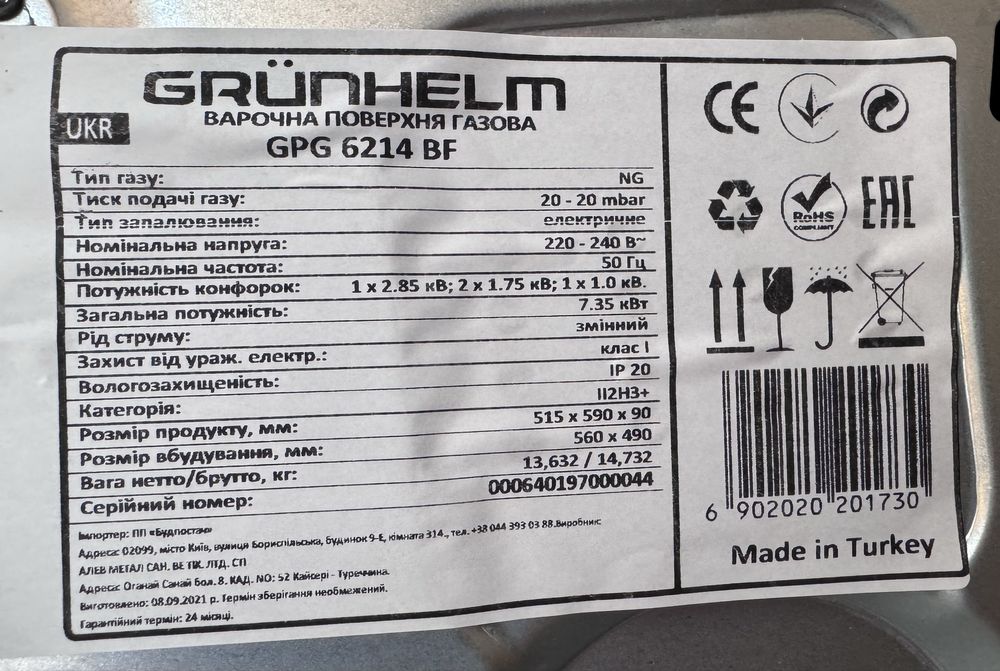 GRÜNHELM
UKR
ВАРОЧНА ПОВЕРХНЯ ГАЗОВА
GPG 6214 BF
Тип газу: NG
Тиск подачі газу: 20 - 20 mbar
Тип запалювання: електричне
Номінальна напруга: 220 - 240 В~
Номінальна частота: 50 Гц
Потужність конфорок: 1 x 2.85 кВ; 2 x 1.75 кВ; 1 x 1.0 кВ.
Загальна потужність: 7.35 кВт
Рід струму: змінний
Захист від ураж. електр.: клас I
Вологозахищеність: IP 20
Категорія: II2H3+
Розмір продукту, мм: 515 x 590 x 90
Розмір вбудування, мм: 560 x 490
Вага нетто/брутто, кг: 13,632 / 14,732
Серійний номер: 000640197000044
Імпортер: ПП «Будпостач»
Адреса: 02099, місто Київ, вулиця Бориспільська, будинок 9-Е, кімната 314., тел. +38 044 393 03 88.Виробник:
АЛЕВ МЕТАЛ САН. ВЕ ТІК. ЛТД. СП
Адреса: Оганай Санай бол. 8. КАД. NO: 52 Кайсері - Туреччина.
Виготовлено: 08.09.2021 р. Термін зберігання необмежений.
Гарантійний термін: 24 місяці.
CE
RoHS
COMPLIANT
EAC
6 902020 201730
Made in Turkey